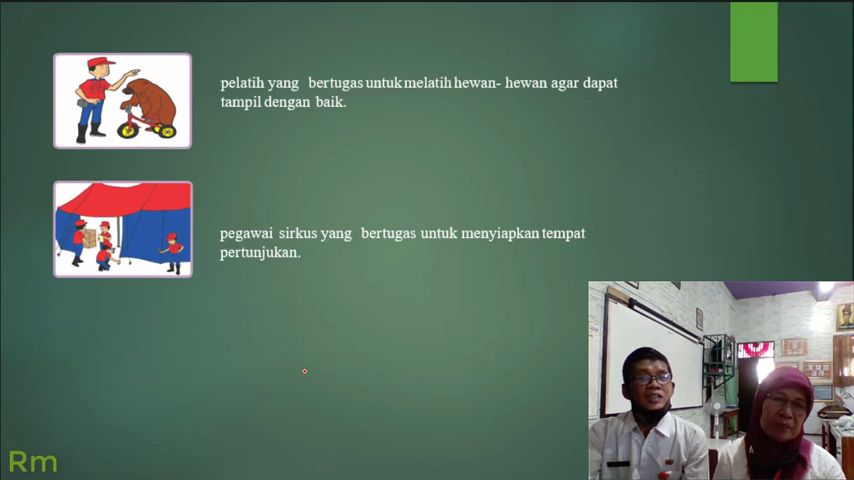 pelatih yang bertugas untuk melatih hewan- hewan agar dapat
tampil dengan baik.
pegawai sirkus yang bertugas untuk menyiapkan tempat
pertunjukan.
Rm